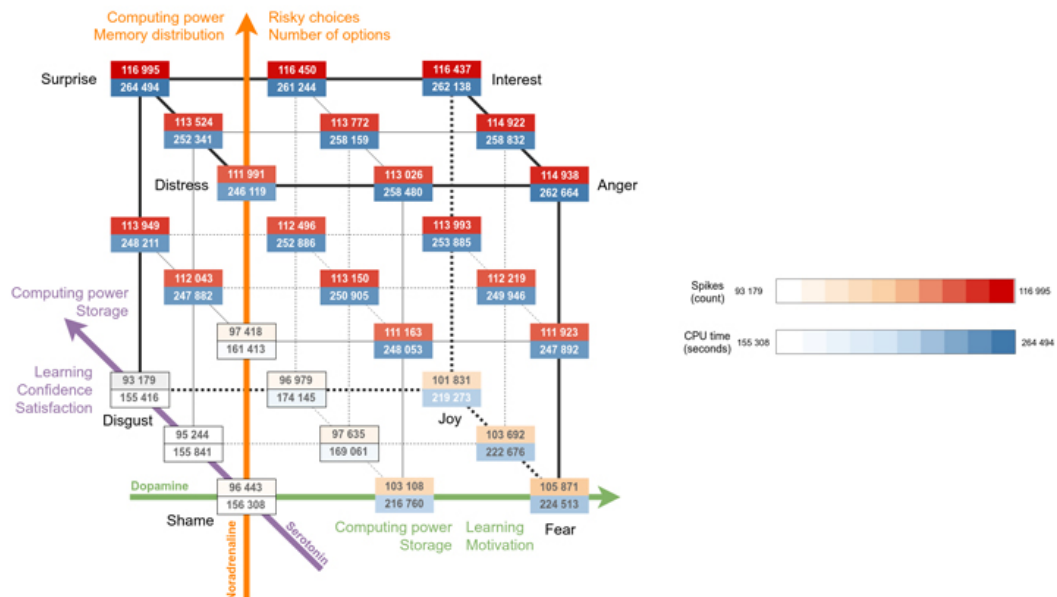 Computing power
Memory distribution
Risky choices
Number of options
Surprise
116 995
264 494
116 450
261 244
116 437
262 138
Interest
113 524
252 341
113 772
258 159
114 922
258 832
Distress
111 991
246 119
113 026
258 480
114 938
262 664
Anger
113 949
248 211
112 496
252 886
113 993
253 885
112 043
247 882
113 150
250 905
112 219
249 946
Computing power
Storage
97 418
161 413
111 163
248 053
111 923
247 892
Learning
Confidence
Satisfaction
93 179
155 416
96 979
174 145
101 831
219 273
Disgust
Joy
95 244
155 841
97 635
169 061
103 692
222 676
Dopamine
96 443
156 308
103 108
216 760
105 871
224 513
Shame
Noradrenaline
Serotonin
Computing power
Storage
Learning
Motivation
Fear
Spikes
(count)
93 179
116 995
CPU time
(seconds)
155 308
264 494